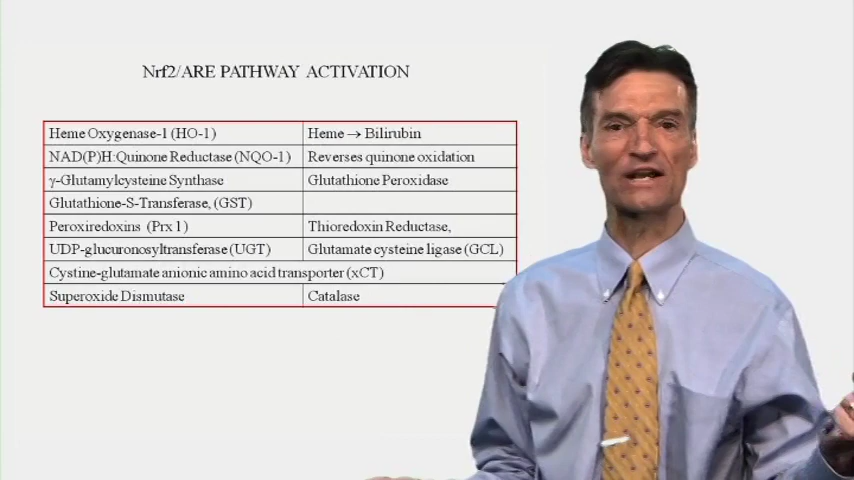 Nrf2/ARE PATHWAY ACTIVATION
Heme Oxygenase-1 (HO-1) Heme → Bilirubin
NAD(P)H:Quinone Reductase (NQO-1) Reverses quinone oxidation
γ-Glutamylcysteine Synthase Glutathione Peroxidase
Glutathione-S-Transferase, (GST)
Peroxiredoxins (Prx 1) Thioredoxin Reductase,
UDP-glucuronosyltransferase (UGT) Glutamate cysteine ligase (GCL)
Cystine-glutamate anionic amino acid transporter (xCT)
Superoxide Dismutase Catalase